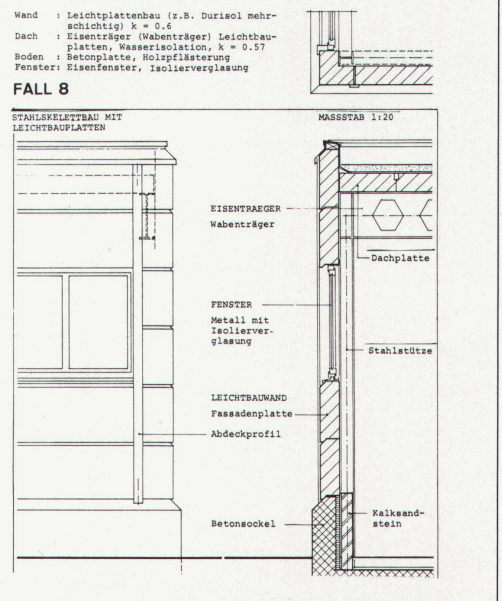 Wand : Leichtplattenbau (z.B. Durisol mehr-
schichtig) k = 0.6
Dach : Eisenträger (Wabenträger) Leichtbau-
platten, Wasserisolation, k = 0.57
Boden : Betonplatte, Holzpflästerung
Fenster: Eisenfenster, Isolierverglasung
FALL 8
STAHLSKELETTBAU MIT
LEICHTBAUPLATTEN
MASSSTAB 1:20
EISENTRAEGER
Wabenträger
Dachplatte
FENSTER
Metall mit
Isolierver-
glasung
Stahlstütze
LEICHTBAUWAND
Fassadenplatte
Abdeckprofil
Betonsockel
Kalksand-
stein